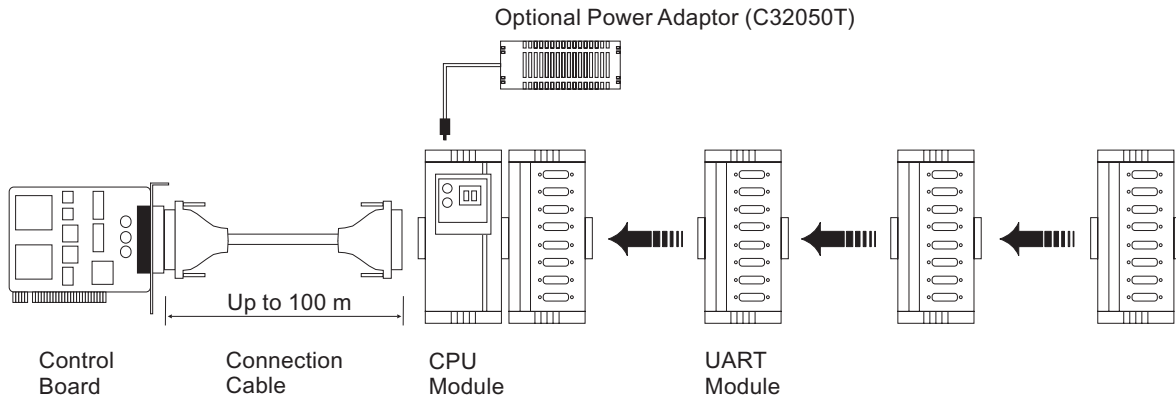 Optional Power Adaptor (C32050T)
Up to 100 m
Control
Board
Connection
Cable
CPU
Module
UART
Module